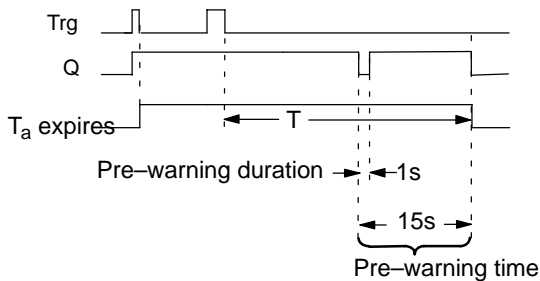 Trg
Q
Tₐ expires
T
Pre–warning duration
1s
15s
Pre–warning time